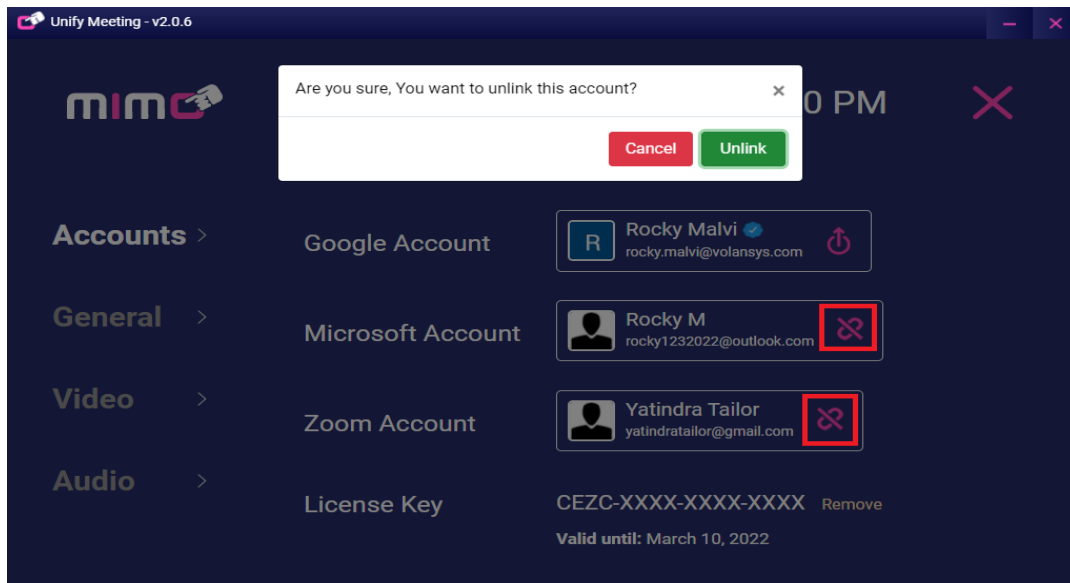 Unify Meeting - v2.0.6
mimo
Are you sure, You want to unlink this account?
0 PM
Cancel
Unlink
Accounts
Google Account
R
Rocky Malvi
rocky.malvi@volansys.com
General
Microsoft Account
Rocky M
rocky1232022@outlook.com
Video
Zoom Account
Yatindra Tailor
yatindratailor@gmail.com
Audio
License Key
CEZC-XXXX-XXXX-XXXX Remove
Valid until: March 10, 2022